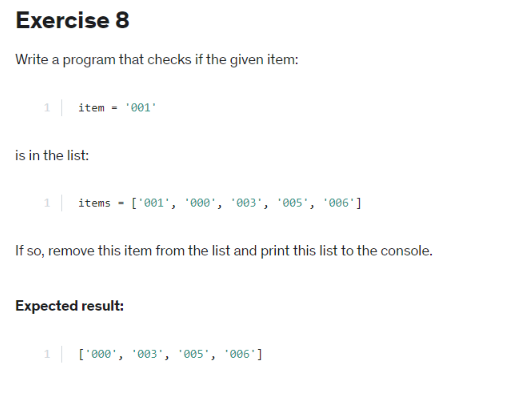 Exercise 8
Write a program that checks if the given item:
1 item = '001'
is in the list:
1 items = ['001', '000', '003', '005', '006']
If so, remove this item from the list and print this list to the console.
Expected result:
1 ['000', '003', '005', '006']